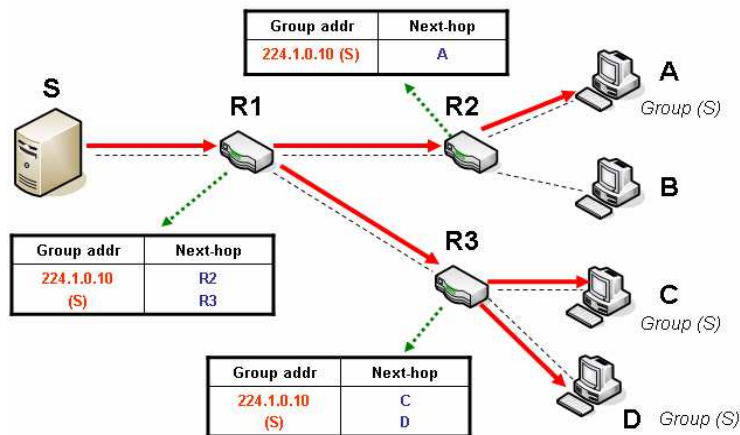 Group addr Next-hop
224.1.0.10 (S) A
S
R1
R2
A
Group (S)
B
Group addr Next-hop
224.1.0.10 R2
(S) R3
R3
C
Group (S)
Group addr Next-hop
224.1.0.10 C
(S) D
D Group (S)